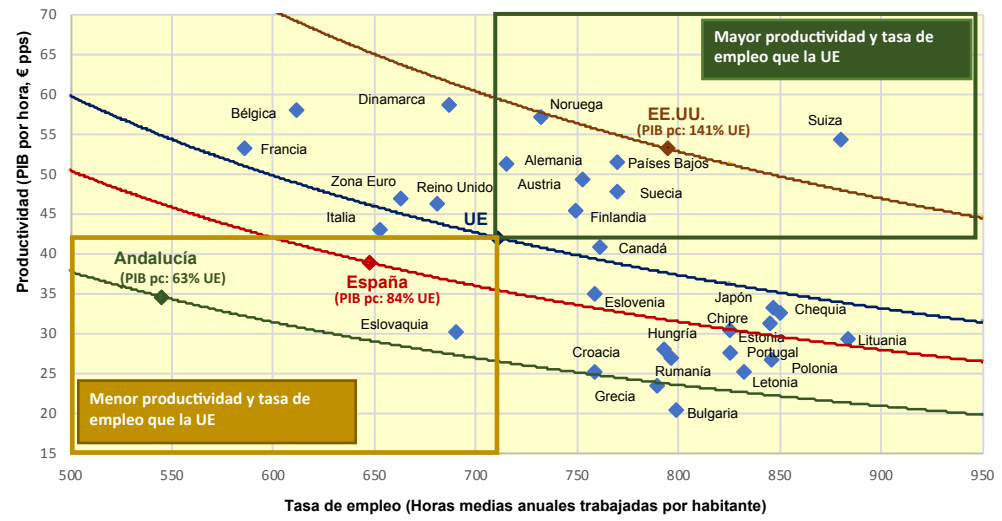 70
65
60
55
50
45
40
35
30
25
20
15
Productividad (PIB por hora, € pps)
Mayor productividad y tasa de
empleo que la UE
Dinamarca
Bélgica
Noruega
EE.UU.
(PIB pc: 141% UE)
Suiza
Francia
Alemania
Países Bajos
Zona Euro
Reino Unido
Austria
Suecia
Italia
UE
Finlandia
Canadá
Andalucía
(PIB pc: 63% UE)
España
(PIB pc: 84% UE)
Eslovenia
Japón
Chequia
Chipre
Eslovaquia
Hungría
Estonia
Lituania
Croacia
Portugal
Rumanía
Polonia
Grecia
Letonia
Bulgaria
Menor productividad y tasa de
empleo que la UE
500 550 600 650 700 750 800 850 900 950
Tasa de empleo (Horas medias anuales trabajadas por habitante)